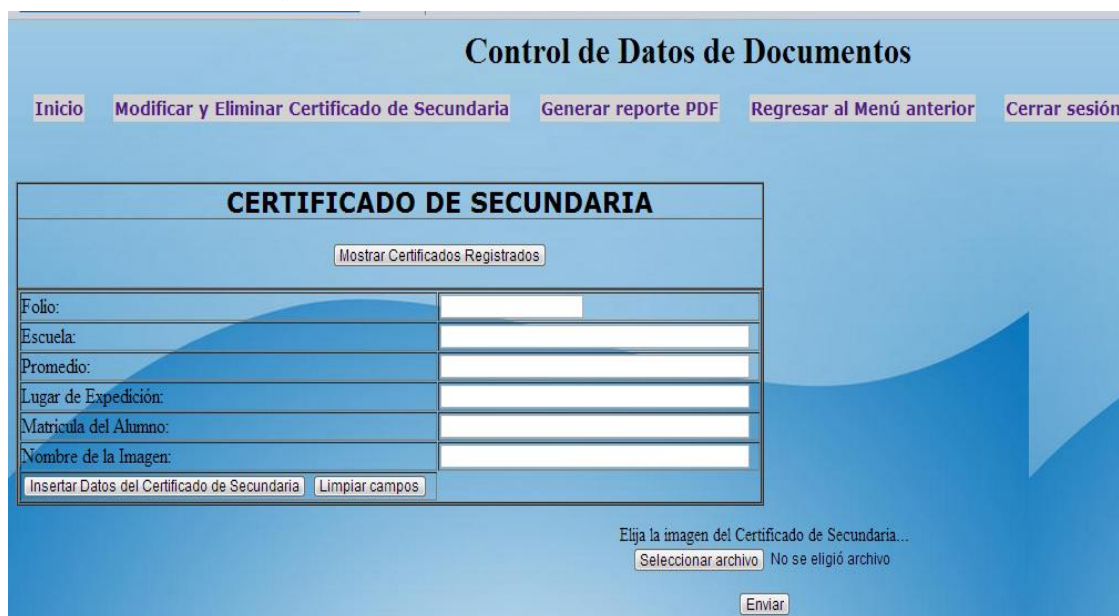 Control de Datos de Documentos
Inicio Modificar y Eliminar Certificado de Secundaria Generar reporte PDF Regresar al Menú anterior Cerrar sesión
CERTIFICADO DE SECUNDARIA
Mostrar Certificados Registrados
Folio:
Escuela:
Promedio:
Lugar de Expedición:
Matricula del Alumno:
Nombre de la Imagen:
Insertar Datos del Certificado de Secundaria Limpiar campos
Elija la imagen del Certificado de Secundaria...
Seleccionar archivo No se eligió archivo
Enviar